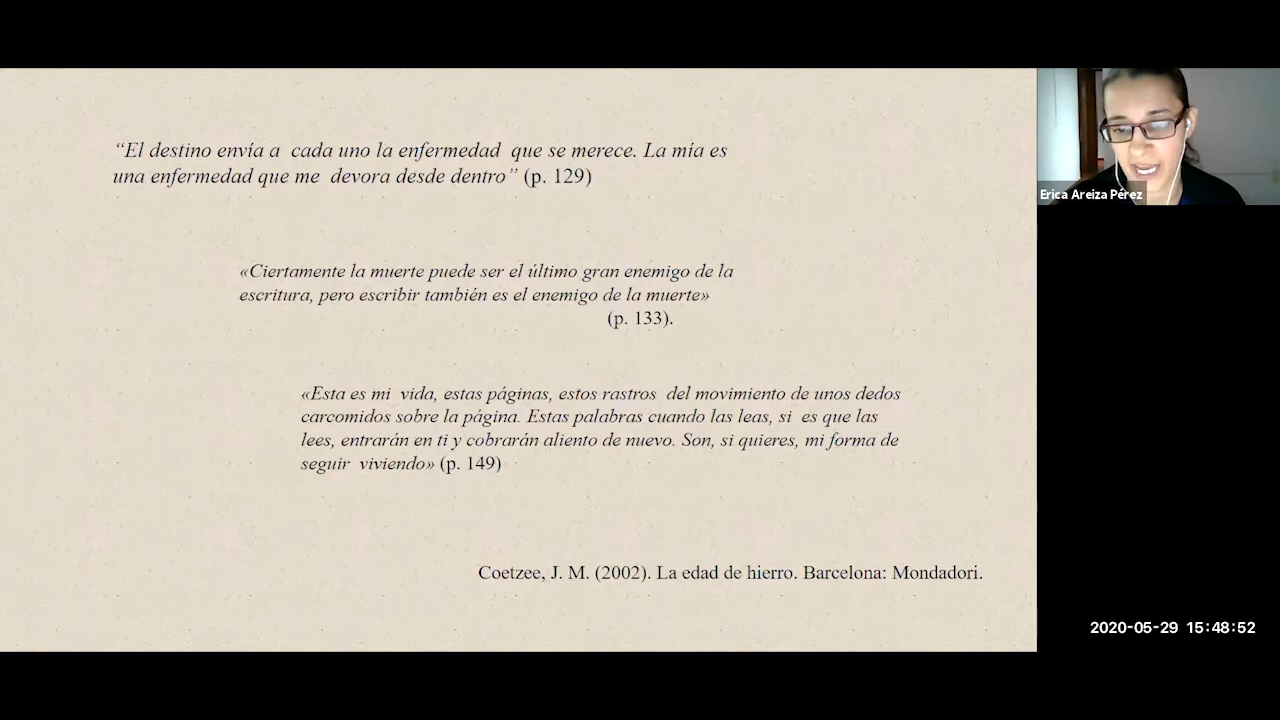 “El destino envía a cada uno la enfermedad que se merece. La mía es
una enfermedad que me devora desde dentro” (p. 129)
«Ciertamente la muerte puede ser el último gran enemigo de la
escritura, pero escribir también es el enemigo de la muerte»
(p. 133).
«Esta es mi vida, estas páginas, estos rastros del movimiento de unos dedos
carcomidos sobre la página. Estas palabras cuando las leas, si es que las
lees, entrarán en ti y cobrarán aliento de nuevo. Son, si quieres, mi forma de
seguir viviendo» (p. 149)
Coetzee, J. M. (2002). La edad de hierro. Barcelona: Mondadori.
Erica Areiza Pérez
2020-05-29 15:48:52